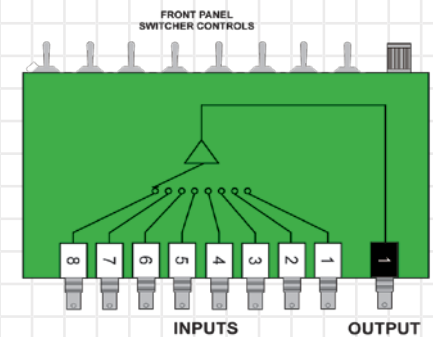 FRONT PANEL
SWITCHER CONTROLS
8 7 6 5 4 3 2 1 1
INPUTS OUTPUT